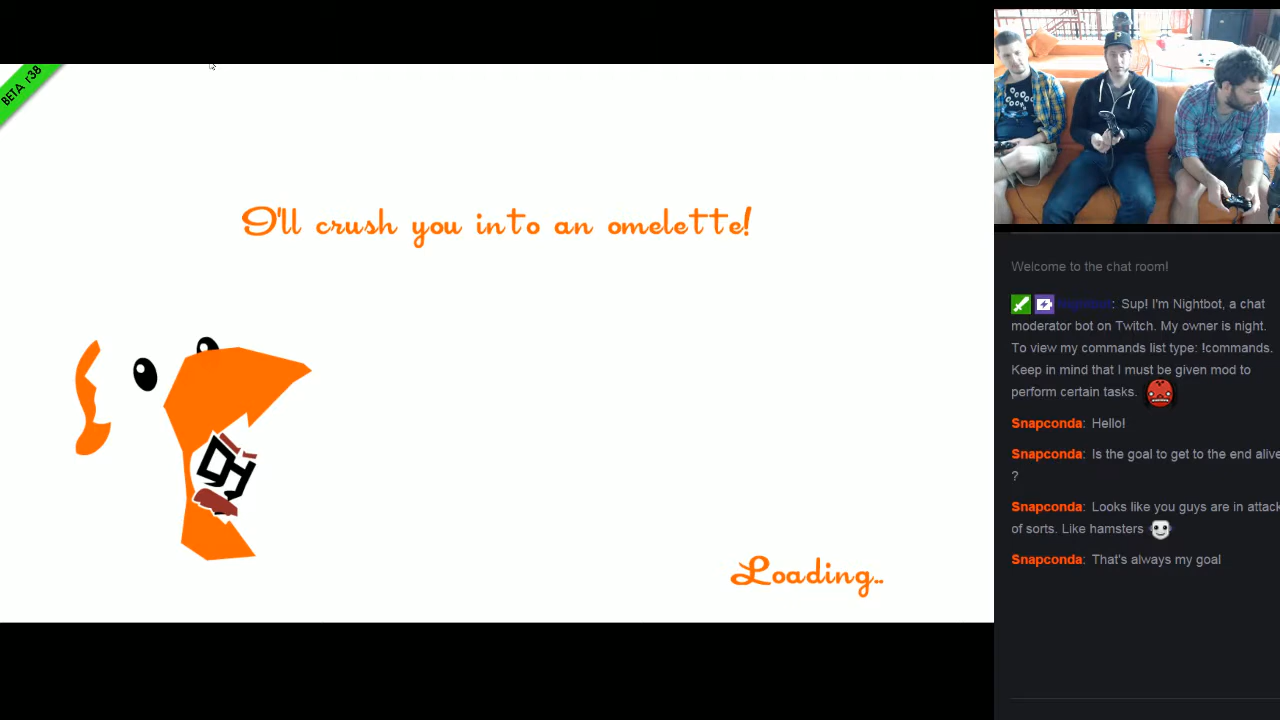 BETA r38
I'll crush you into an omelette!
Loading..
P
Welcome to the chat room!
: Sup! I'm Nightbot, a chat
moderator bot on Twitch. My owner is night.
To view my commands list type: !commands.
Keep in mind that I must be given mod to
perform certain tasks.
Snapconda: Hello!
Snapconda: Is the goal to get to the end alive
?
Snapconda: Looks like you guys are in attack
of sorts. Like hamsters
Snapconda: That's always my goal